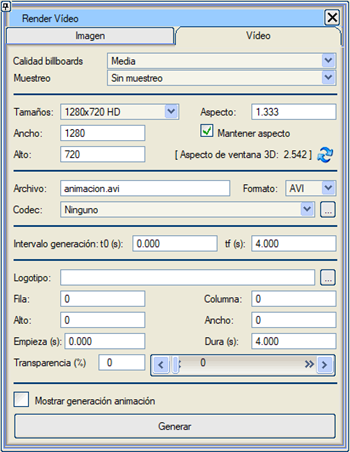 Render Vídeo
Imagen Vídeo
Calidad billboards Media
Muestreo Sin muestreo
Tamaños: 1280x720 HD Aspecto: 1.333
Ancho: 1280 Mantener aspecto
Alto: 720 [ Aspecto de ventana 3D: 2.542 ]
Archivo: animacion.avi Formato: AVI
Codec: Ninguno ...
Intervalo generación: t0 (s): 0.000 tf (s): 4.000
Logotipo: ...
Fila: 0 Columna: 0
Alto: 0 Ancho: 0
Empieza (s): 0.000 Dura (s): 4.000
Transparencia (%) 0 0
Mostrar generación animación
Generar